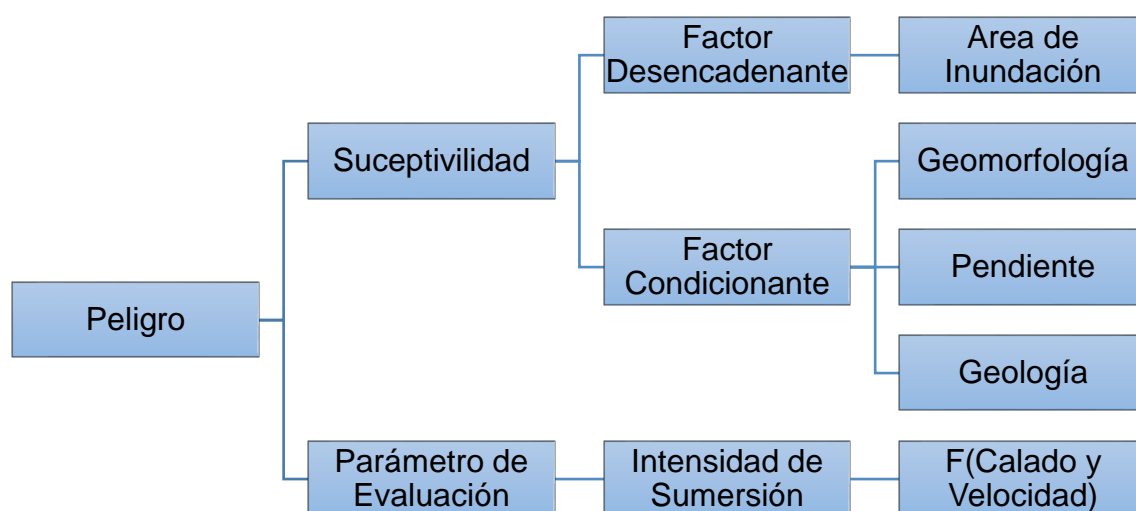 Factor
Desencadenante
Area de
Inundación
Suceptivilidad
Geomorfología
Factor
Condicionante
Pendiente
Peligro
Geología
Parámetro de
Evaluación
Intensidad de
Sumersión
F(Calado y
Velocidad)